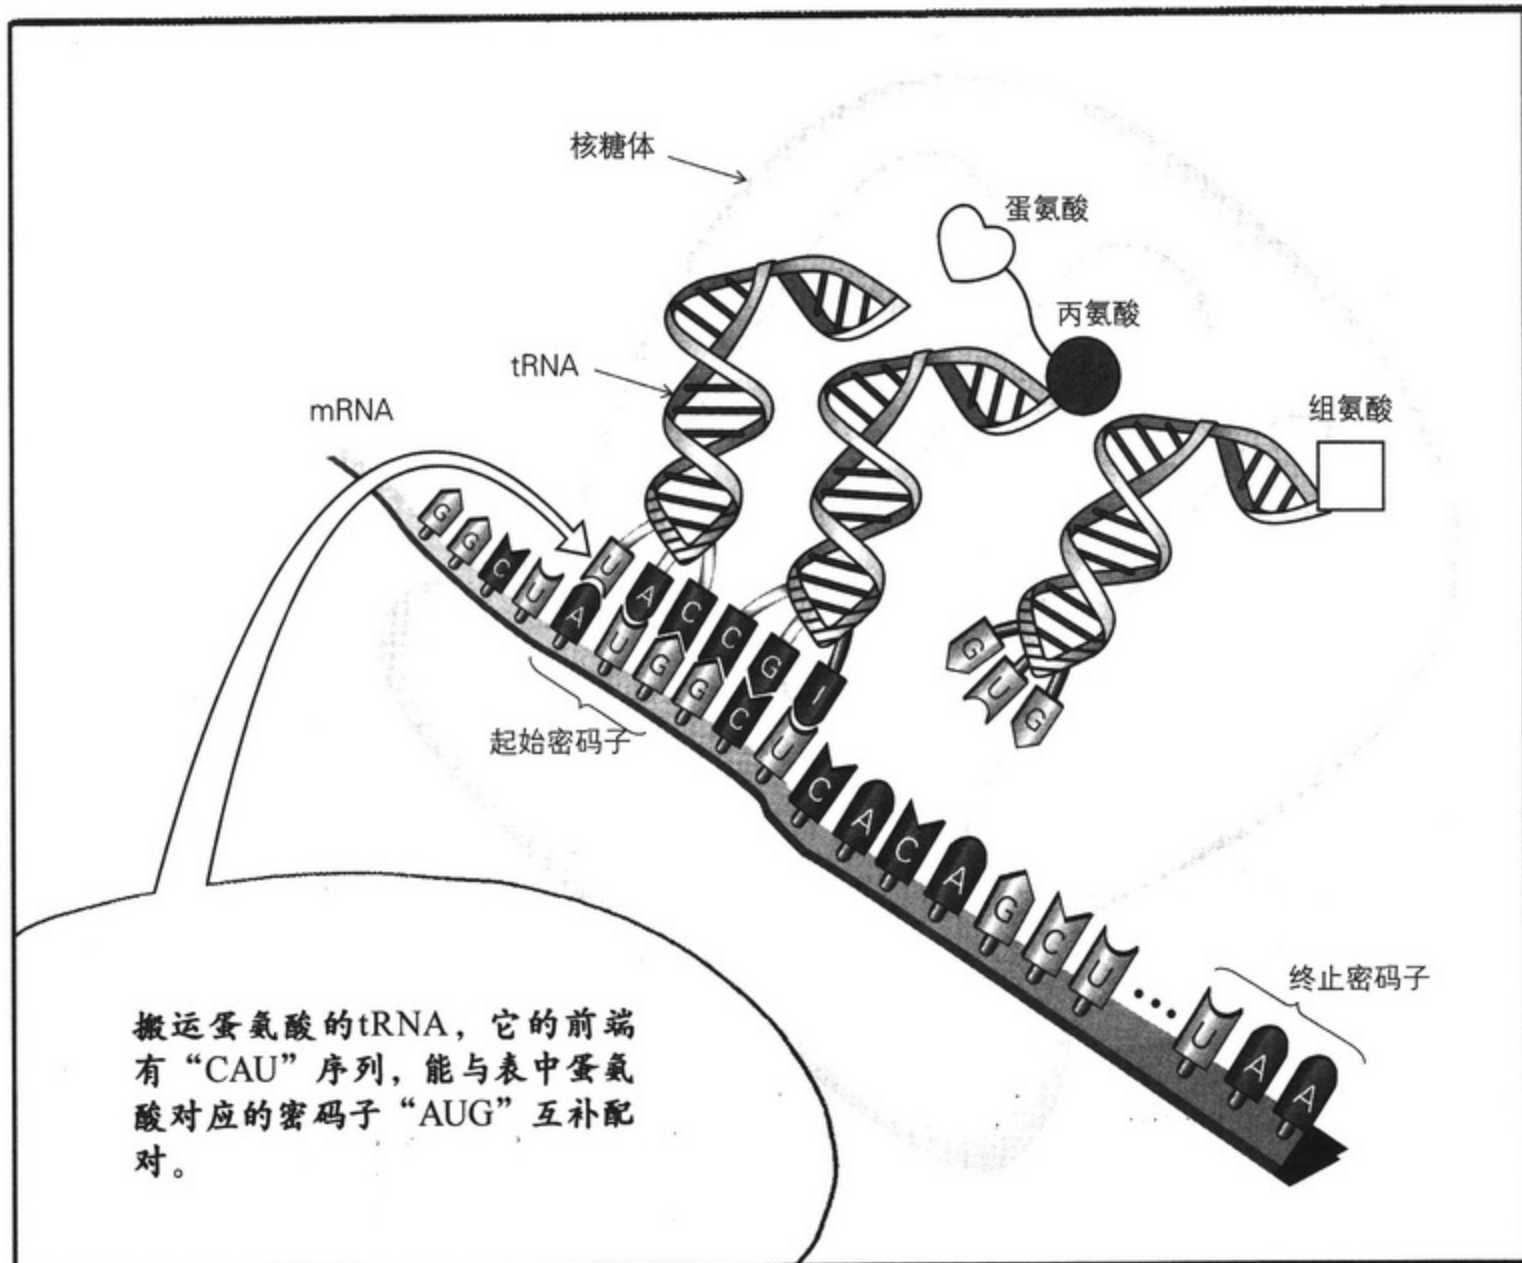 核糖体
蛋氨酸
丙氨酸
tRNA
组氨酸
mRNA
G G C U A U G G C U C A C A G C U … U A A
U A C C G I
G U G
起始密码子
终止密码子
搬运蛋氨酸的tRNA，它的前端
有“CAU”序列，能与表中蛋氨
酸对应的密码子“AUG”互补配
对。